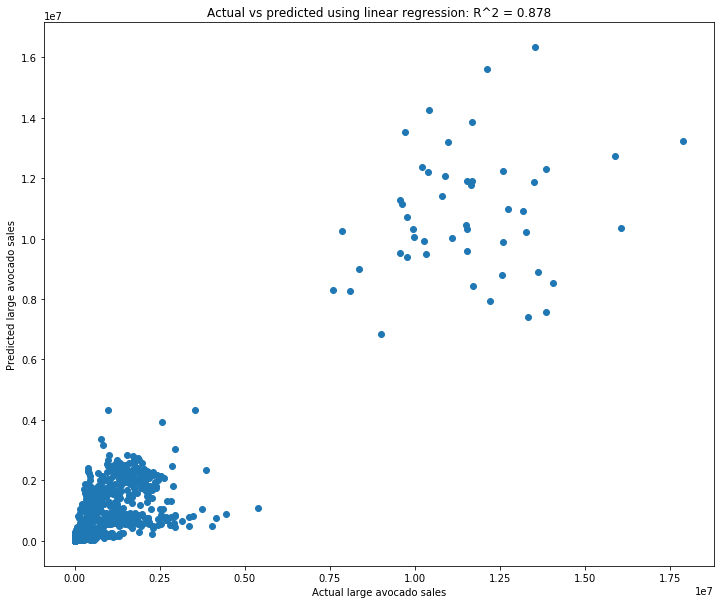 Actual vs predicted using linear regression: R^2 = 0.878
1e7
1.6
1.4
1.2
1.0
0.8
0.6
0.4
0.2
0.0
Predicted large avocado sales
0.00 0.25 0.50 0.75 1.00 1.25 1.50 1.75
1e7
Actual large avocado sales